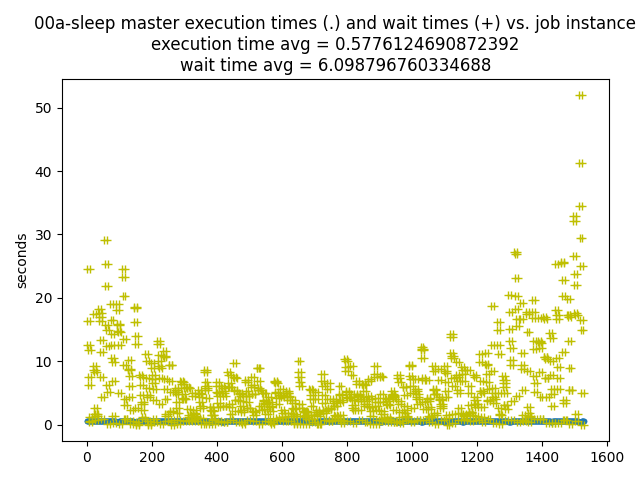 00a-sleep master execution times (.) and wait times (+) vs. job instance
execution time avg = 0.5776124690872392
wait time avg = 6.098796760334688
50
40
30
20
10
0
seconds
0 200 400 600 800 1000 1200 1400 1600